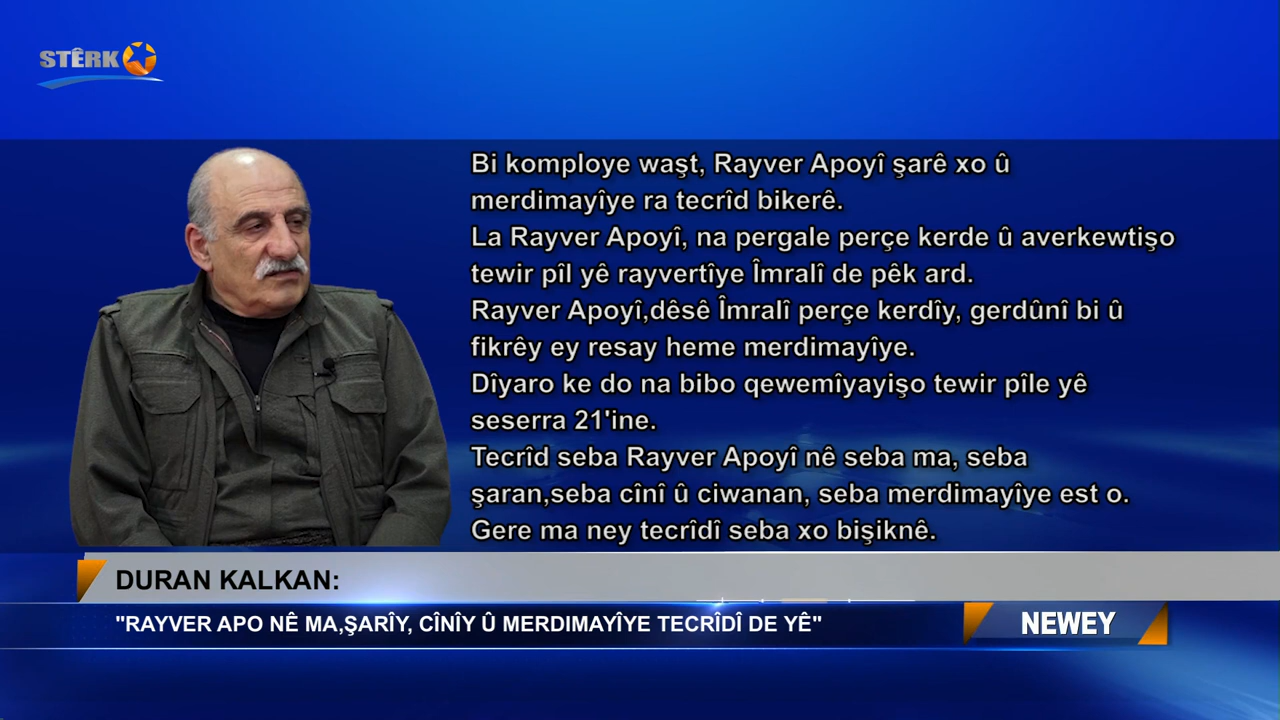 STÊRK
Bi komploye waşt, Rayver Apoyî şarê xo û
merdimayîye ra tecrîd bikerê.
La Rayver Apoyî, na pergale perçe kerde û averkewtişo
tewir pîl yê rayvertîye Îmralî de pêk ard.
Rayver Apoyî,dêsê Îmralî perçe kerdîy, gerdûnî bi û
fikrêy ey resay heme merdimayîye.
Dîyaro ke do na bibo qewemîyayişo tewir pîle yê
seserra 21'ine.
Tecrîd seba Rayver Apoyî nê seba ma, seba
şaran,seba cînî û ciwanan, seba merdimayîye est o.
Gere ma ney tecrîdî seba xo bişiknê.
DURAN KALKAN:
"RAYVER APO NÊ MA,ŞARÎY, CÎNÎY Û MERDIMAYÎYE TECRÎDÎ DE YÊ"
NEWEY